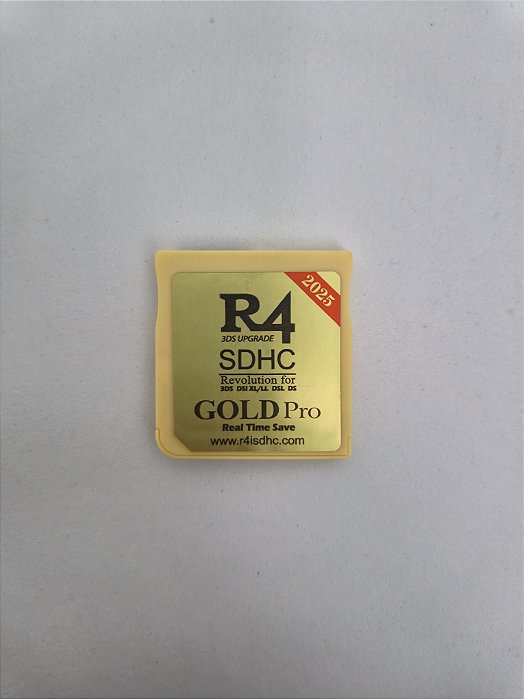 2025
R4
3DS UPGRADE
SDHC
Revolution for
3DS DSI XL/LL DSL DS
GOLD Pro
Real Time Save
www.r4isdhc.com